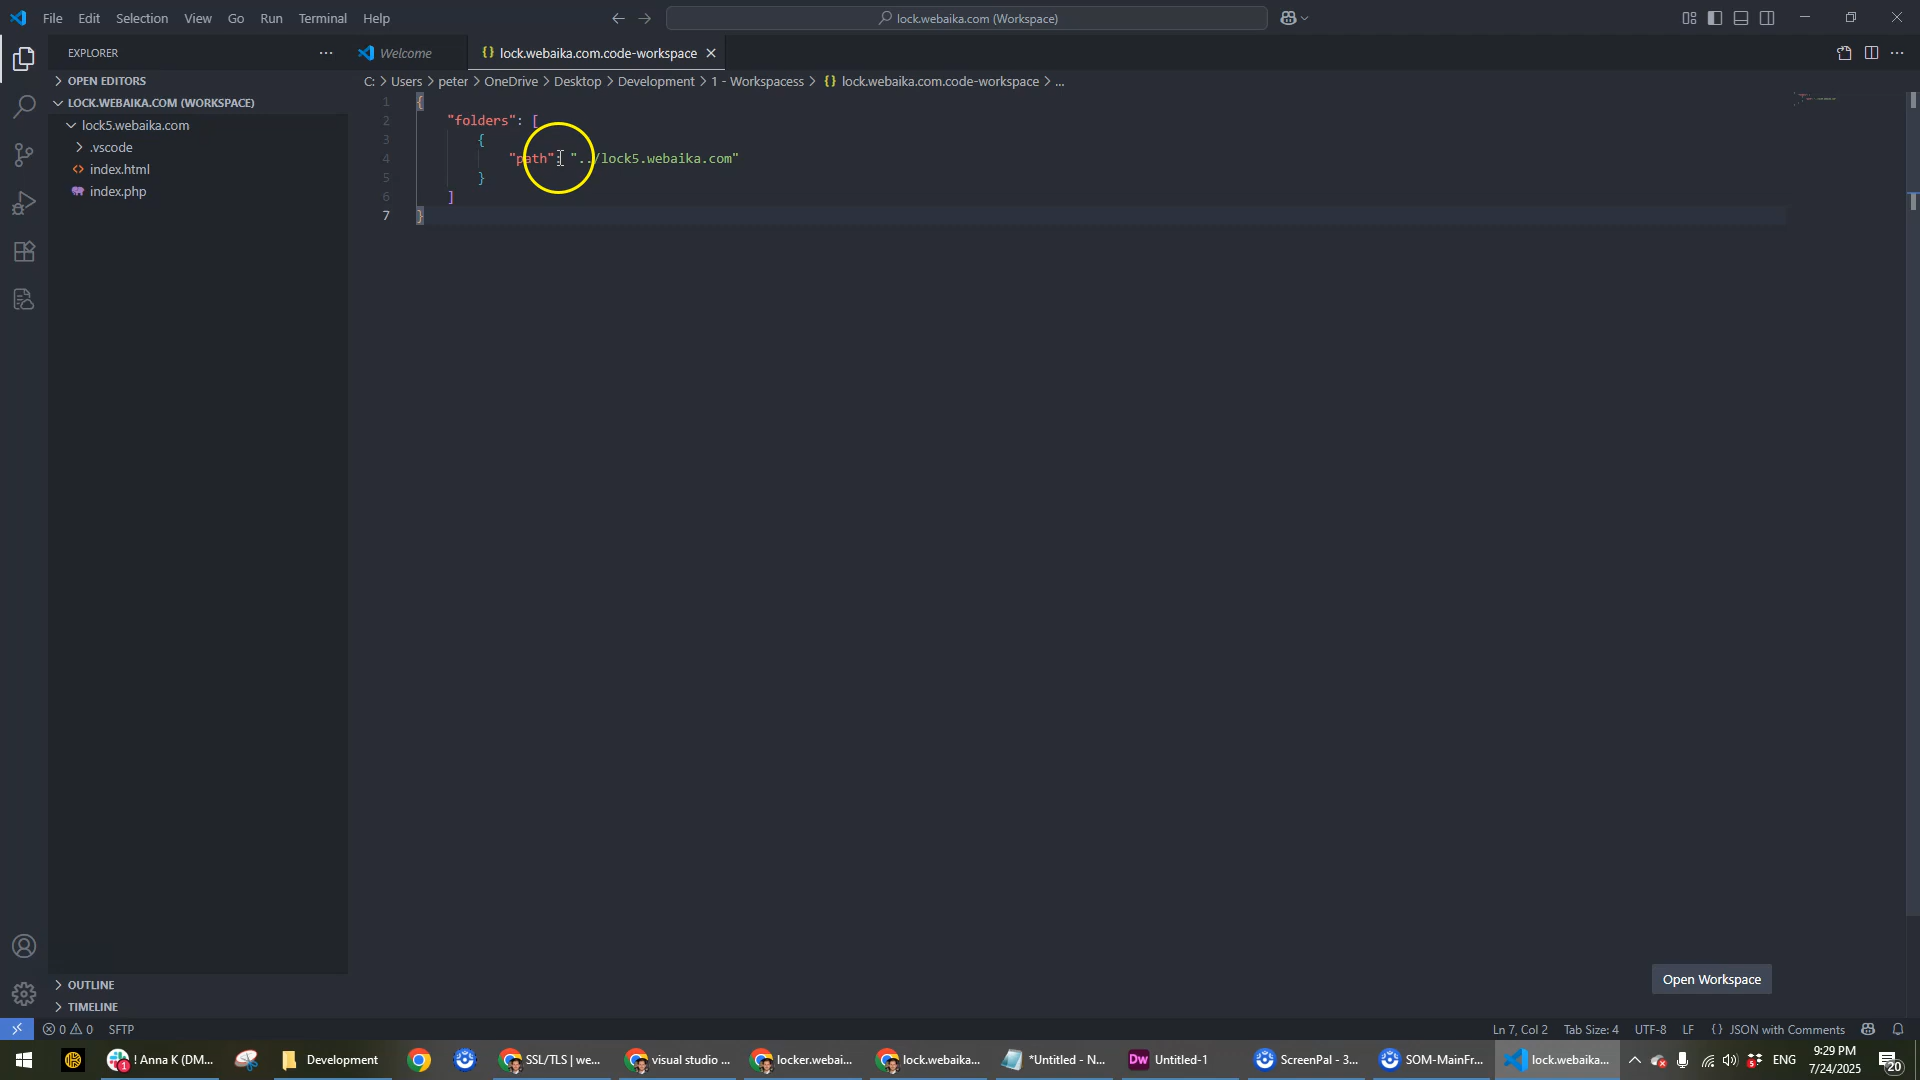 File Edit Selection View Go Run Terminal Help
lock.webaika.com (Workspace)
EXPLORER
Welcome
lock.webaika.com.code-workspace
OPEN EDITORS
C: > Users > peter > OneDrive > Desktop > Development > 1 - Workspacess > {} lock.webaika.com.code-workspace > ...
LOCK.WEBAIKA.COM (WORKSPACE)
lock5.webaika.com
.vscode
index.html
index.php
1 {
2 "folders": [
3 {
4 "path": "../lock5.webaika.com"
5 }
6 ]
7 }
Open Workspace
OUTLINE
TIMELINE
0 0 SFTP
Ln 7, Col 2 Tab Size: 4 UTF-8 LF {} JSON with Comments
! Anna K (DM...
Development
SSL/TLS | we...
visual studio ...
locker.webai...
lock.webaika...
*Untitled - N...
Dw Untitled-1
ScreenPal - 3...
SOM-MainFr...
lock.webaika...
ENG
9:29 PM
7/24/2025
20